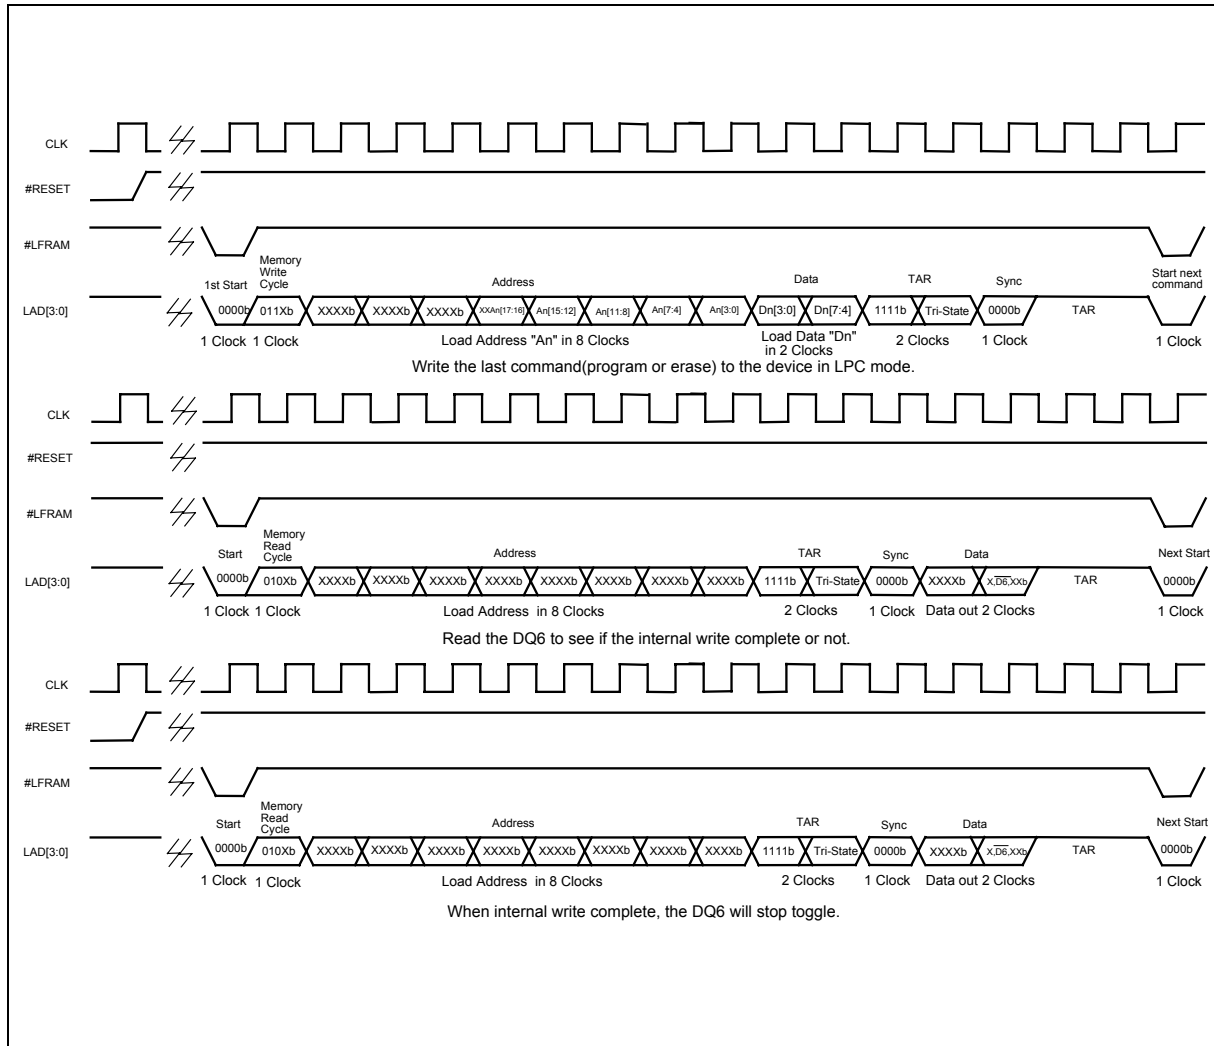 CLK
#RESET
#LFRAM
Memory
Write
Cycle
1st Start Address Data TAR Sync Start next
command
LAD[3:0] 0000b 011Xb XXXXb XXXXb XXXXb XXAn[17:16] An[15:12] An[11:8] An[7:4] An[3:0] Dn[3:0] Dn[7:4] 1111b Tri-State 0000b TAR
1 Clock 1 Clock Load Address "An" in 8 Clocks Load Data "Dn"
in 2 Clocks 2 Clocks 1 Clock 1 Clock
Write the last command(program or erase) to the device in LPC mode.
CLK
#RESET
#LFRAM
Memory
Read
Cycle
Start Address TAR Sync Data Next Start
LAD[3:0] 0000b 010Xb XXXXb XXXXb XXXXb XXXXb XXXXb XXXXb XXXXb XXXXb 1111b Tri-State 0000b XXXXb X,D6,XXb TAR 0000b
1 Clock 1 Clock Load Address in 8 Clocks 2 Clocks 1 Clock Data out 2 Clocks 1 Clock
Read the DQ6 to see if the internal write complete or not.
CLK
#RESET
#LFRAM
Memory
Read
Cycle
Start Address TAR Sync Data Next Start
LAD[3:0] 0000b 010Xb XXXXb XXXXb XXXXb XXXXb XXXXb XXXXb XXXXb XXXXb 1111b Tri-State 0000b XXXXb X,D6,XXb TAR 0000b
1 Clock 1 Clock Load Address in 8 Clocks 2 Clocks 1 Clock Data out 2 Clocks 1 Clock
When internal write complete, the DQ6 will stop toggle.